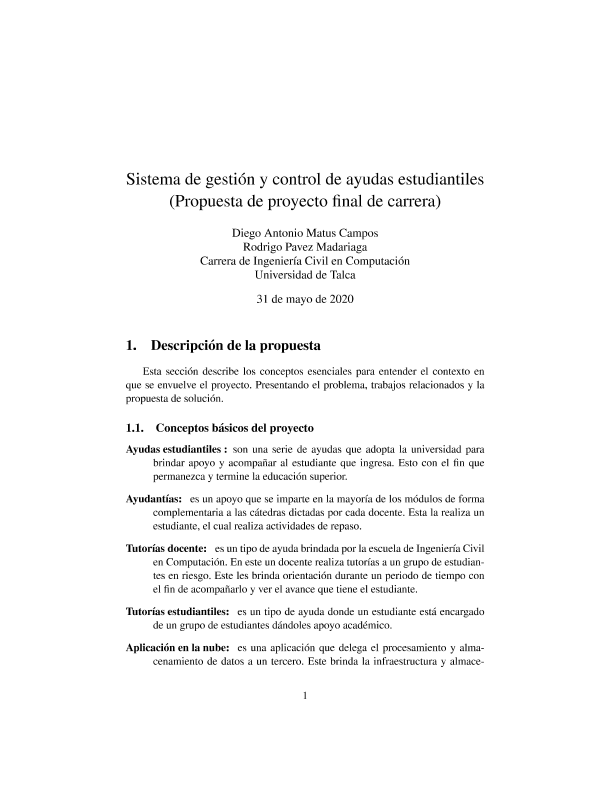 Sistema de gestión y control de ayudas estudiantiles
(Propuesta de proyecto final de carrera)
Diego Antonio Matus Campos
Rodrigo Pavez Madariaga
Carrera de Ingeniería Civil en Computación
Universidad de Talca
31 de mayo de 2020
1. Descripción de la propuesta
Esta sección describe los conceptos esenciales para entender el contexto en
que se envuelve el proyecto. Presentando el problema, trabajos relacionados y la
propuesta de solución.
1.1. Conceptos básicos del proyecto
Ayudas estudiantiles : son una serie de ayudas que adopta la universidad para
brindar apoyo y acompañar al estudiante que ingresa. Esto con el fin que
permanezca y termine la educación superior.
Ayudantías: es un apoyo que se imparte en la mayoría de los módulos de forma
complementaria a las cátedras dictadas por cada docente. Esta la realiza un
estudiante, el cual realiza actividades de repaso.
Tutorías docente: es un tipo de ayuda brindada por la escuela de Ingeniería Civil
en Computación. En este un docente realiza tutorías a un grupo de estudian-
tes en riesgo. Este les brinda orientación durante un periodo de tiempo con
el fin de acompañarlo y ver el avance que tiene el estudiante.
Tutorías estudiantiles: es un tipo de ayuda donde un estudiante está encargado
de un grupo de estudiantes dándoles apoyo académico.
Aplicación en la nube: es una aplicación que delega el procesamiento y alma-
cenamiento de datos a un tercero. Este brinda la infraestructura y almace-
1